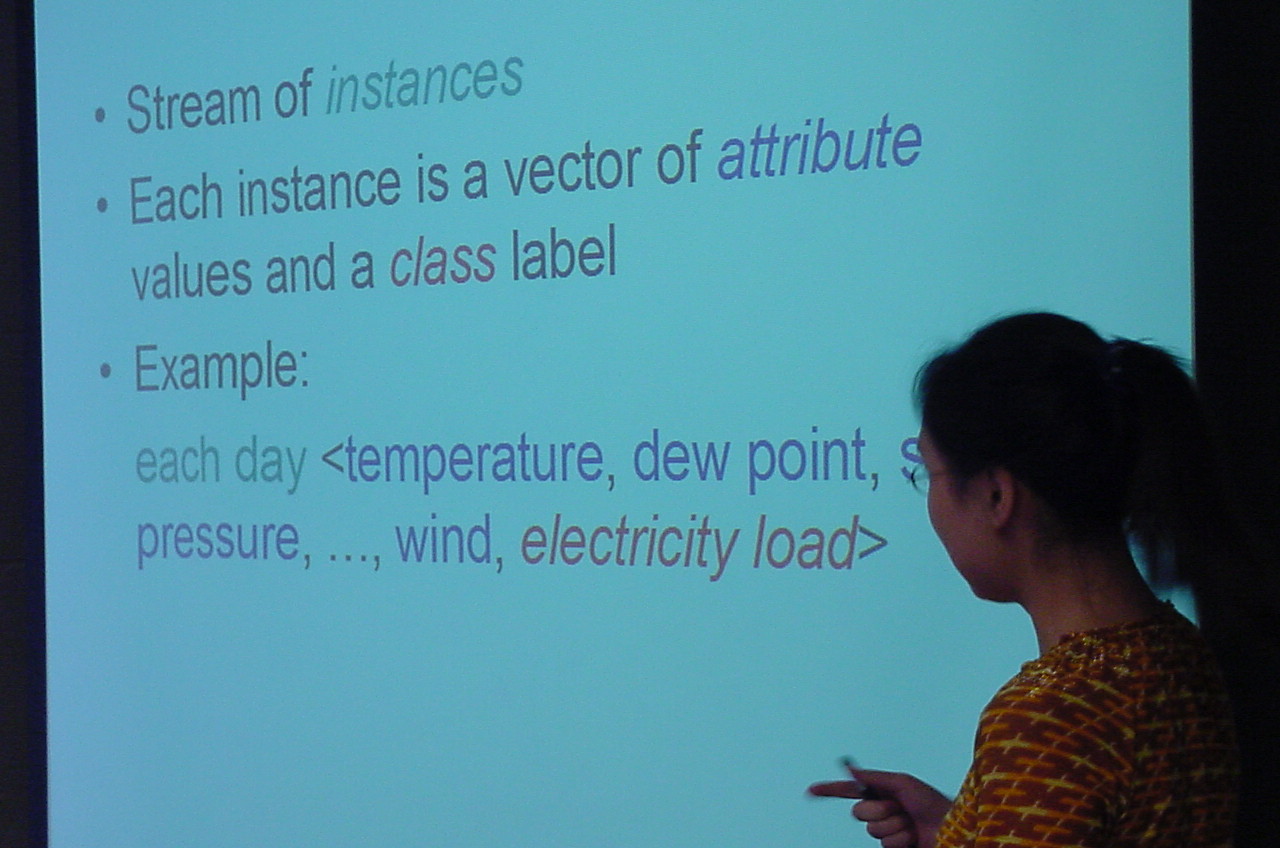 • Stream of instances
• Each instance is a vector of attribute
values and a class label
• Example:
each day <temperature, dew point,
pressure, ..., wind, electricity load>